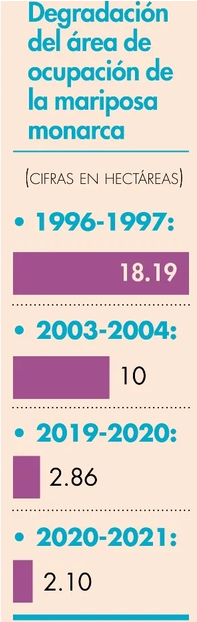 Degradación
del área de
ocupación de
la mariposa
monarca
(CIFRAS EN HECTÁREAS)
• 1996-1997:
18.19
• 2003-2004:
10
• 2019-2020:
2.86
• 2020-2021:
2.10